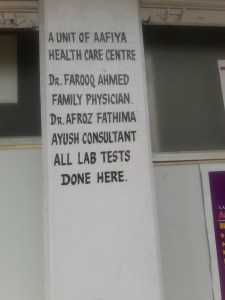 A UNIT OF AAFIYA
HEALTH CARE CENTRE
DR. FAROOQ AHMED
FAMILY PHYSICIAN.
DR. AFROZ FATHIMA
AYUSH CONSULTANT
ALL LAB TESTS
DONE HERE.